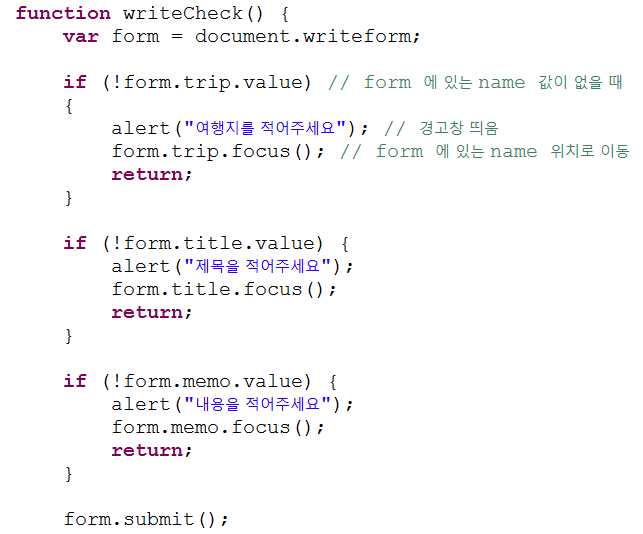 function writeCheck() {
    var form = document.writeform;

    if (!form.trip.value) // form 에 있는 name 값이 없을 때
    {
        alert("여행지를 적어주세요"); // 경고창 띄움
        form.trip.focus(); // form 에 있는 name 위치로 이동
        return;
    }

    if (!form.title.value) {
        alert("제목을 적어주세요");
        form.title.focus();
        return;
    }

    if (!form.memo.value) {
        alert("내용을 적어주세요");
        form.memo.focus();
        return;
    }

    form.submit();